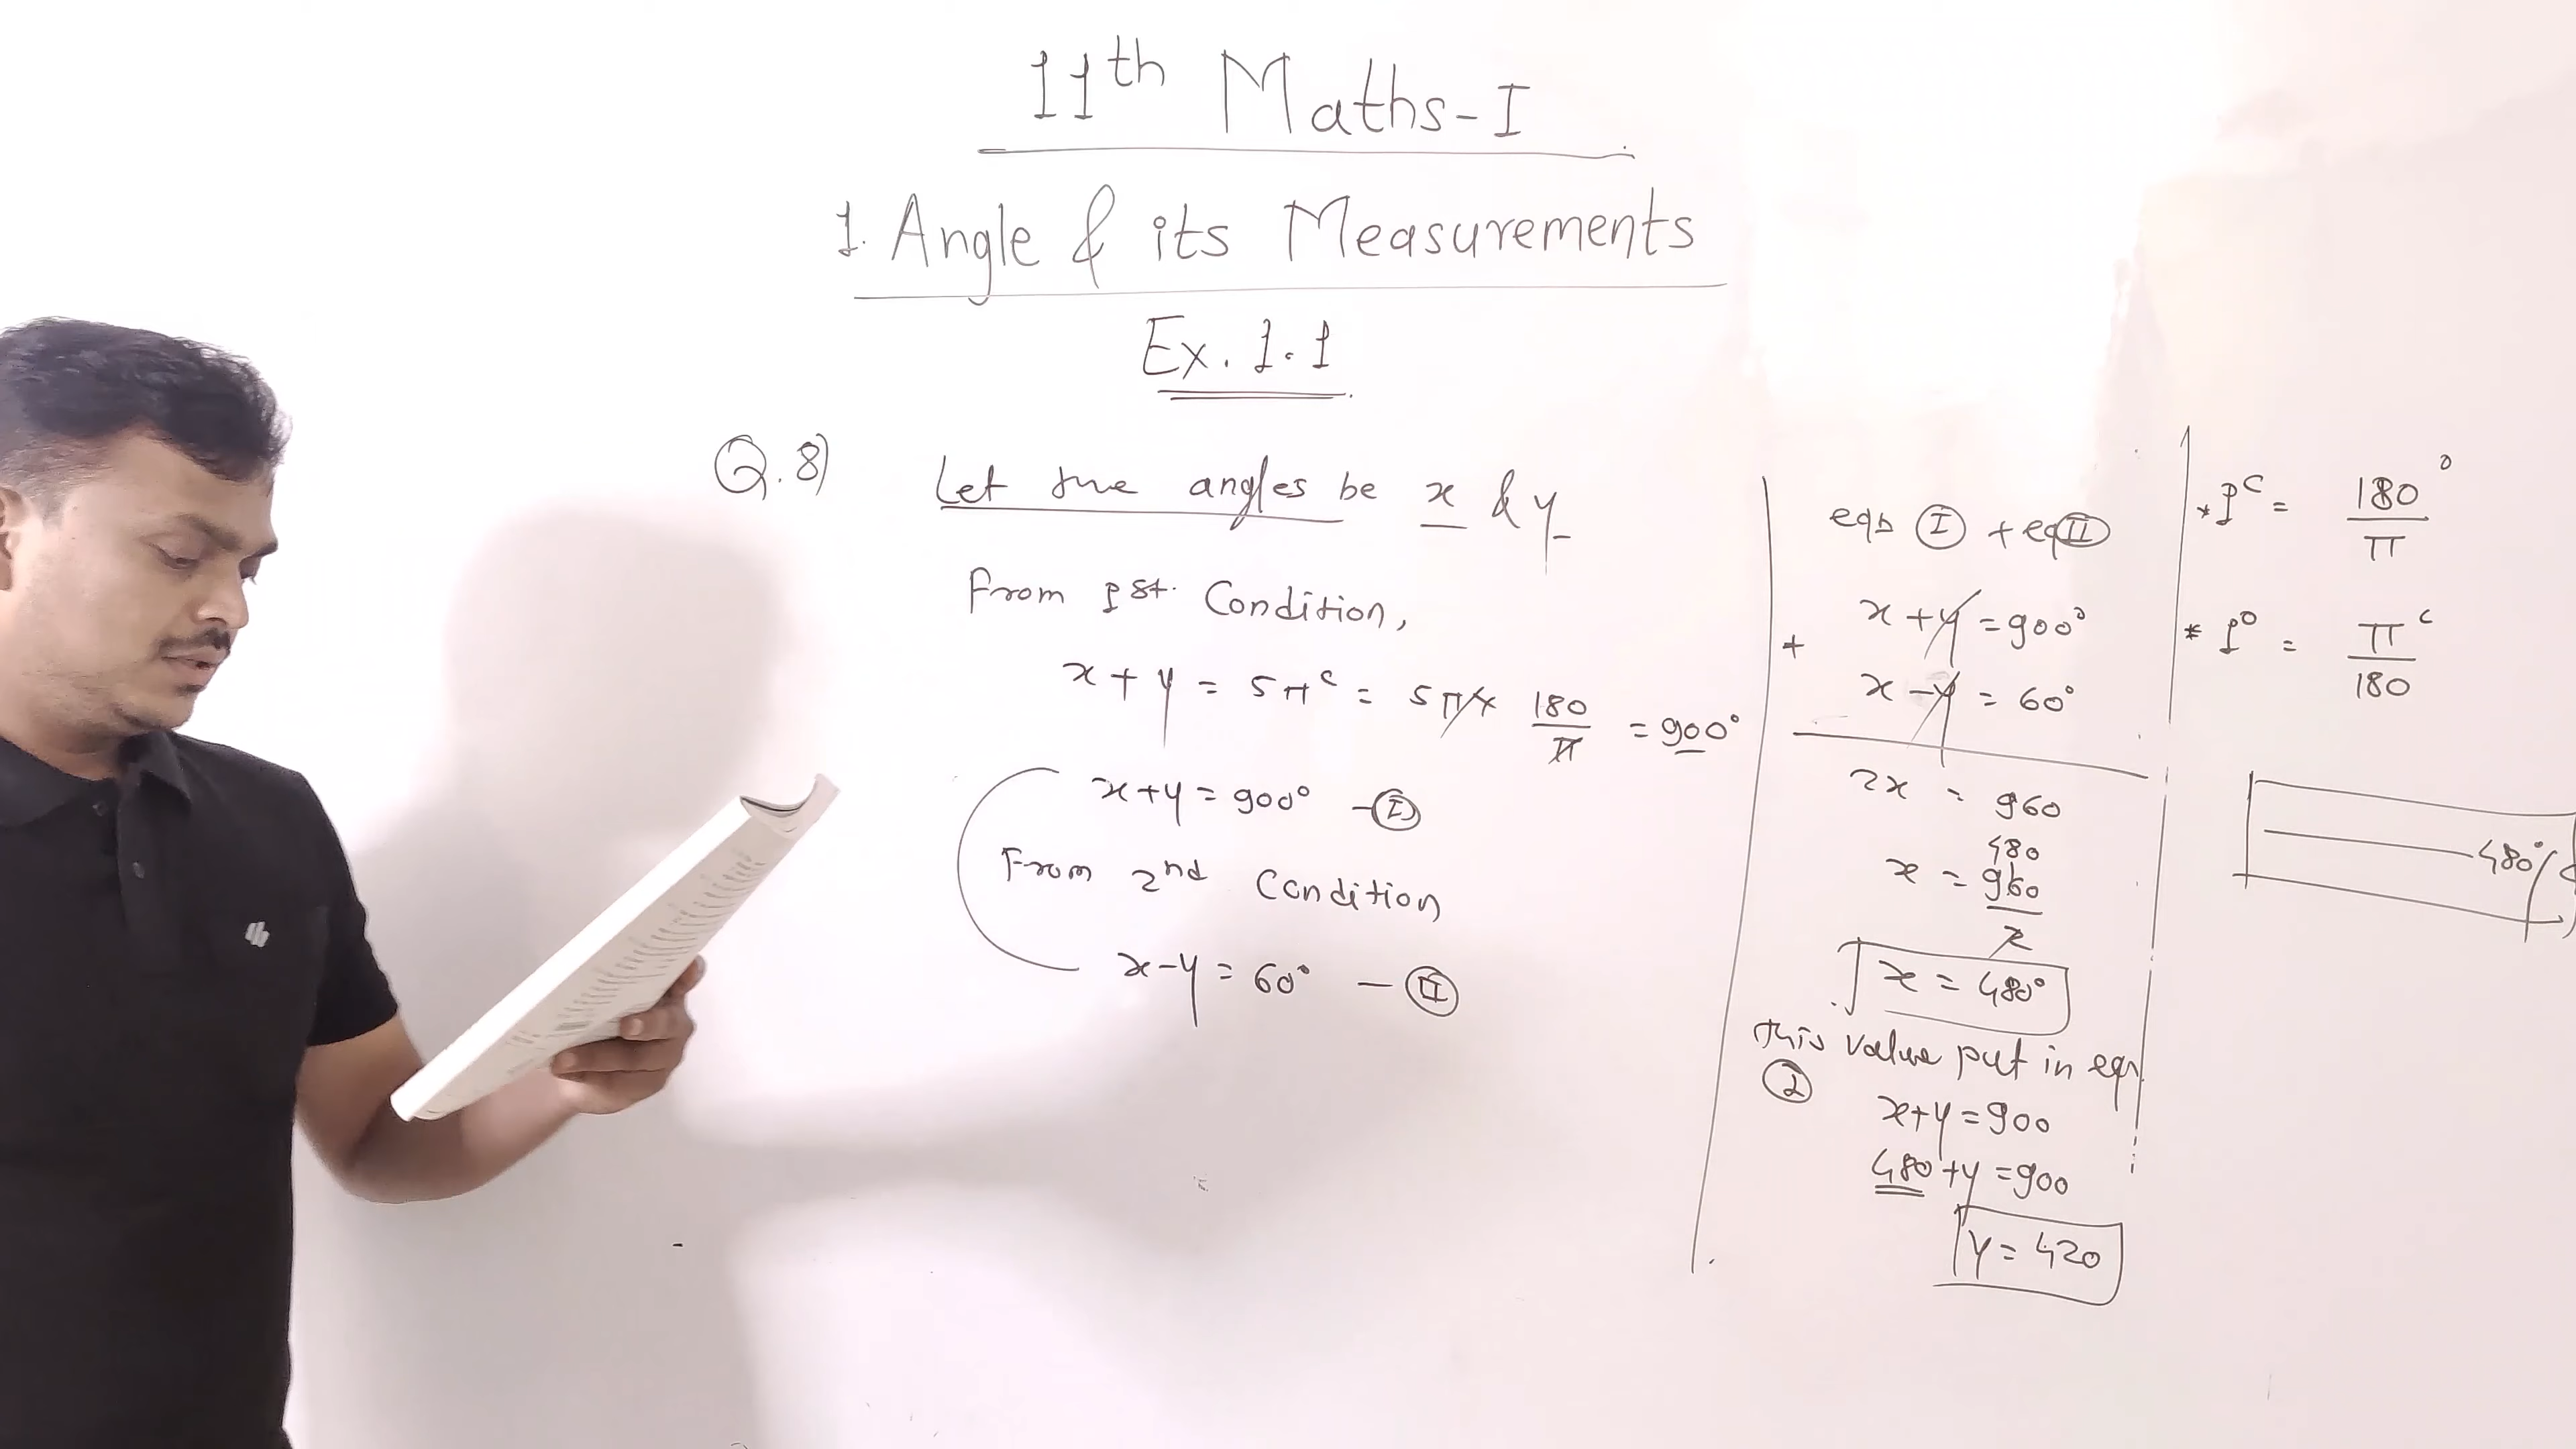 11th Maths-I
1. Angle & its Measurements
Ex. 1.1
Q.8) Let the angles be x & y
From 1st. Condition,
x + y = 5π^c = 5π × 180/π = 900°
x+y = 900° - Ⓘ
From 2nd Condition
x-y = 60° - Ⓘ︎Ⓘ
eqn Ⓘ + eq Ⅱ
x + y = 900°
+
x - y = 60°
2x = 960
480
x = 960/2
x = 480°
this value put in eqn
①
x+y = 900
480+y = 900
y = 420
* 1^c = 180°/π
* 1° = π^c/180
480°/